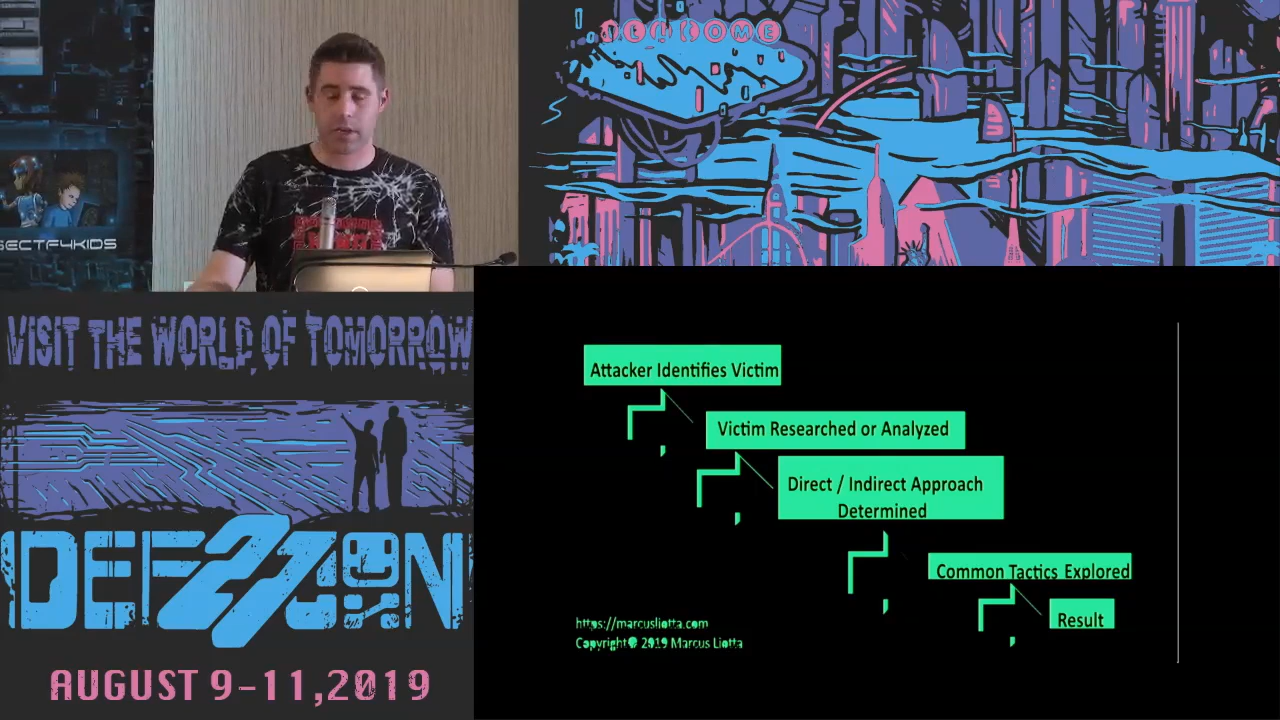 WELCOME
SECTF4KIDS
VISIT THE WORLD OF TOMORROW
DEF CON
27
AUGUST 9-11,2019
Attacker Identifies Victim
Victim Researched or Analyzed
Direct / Indirect Approach
Determined
Common Tactics Explored
Result
https://marcusliotta.com
Copyright© 2019 Marcus Liotta